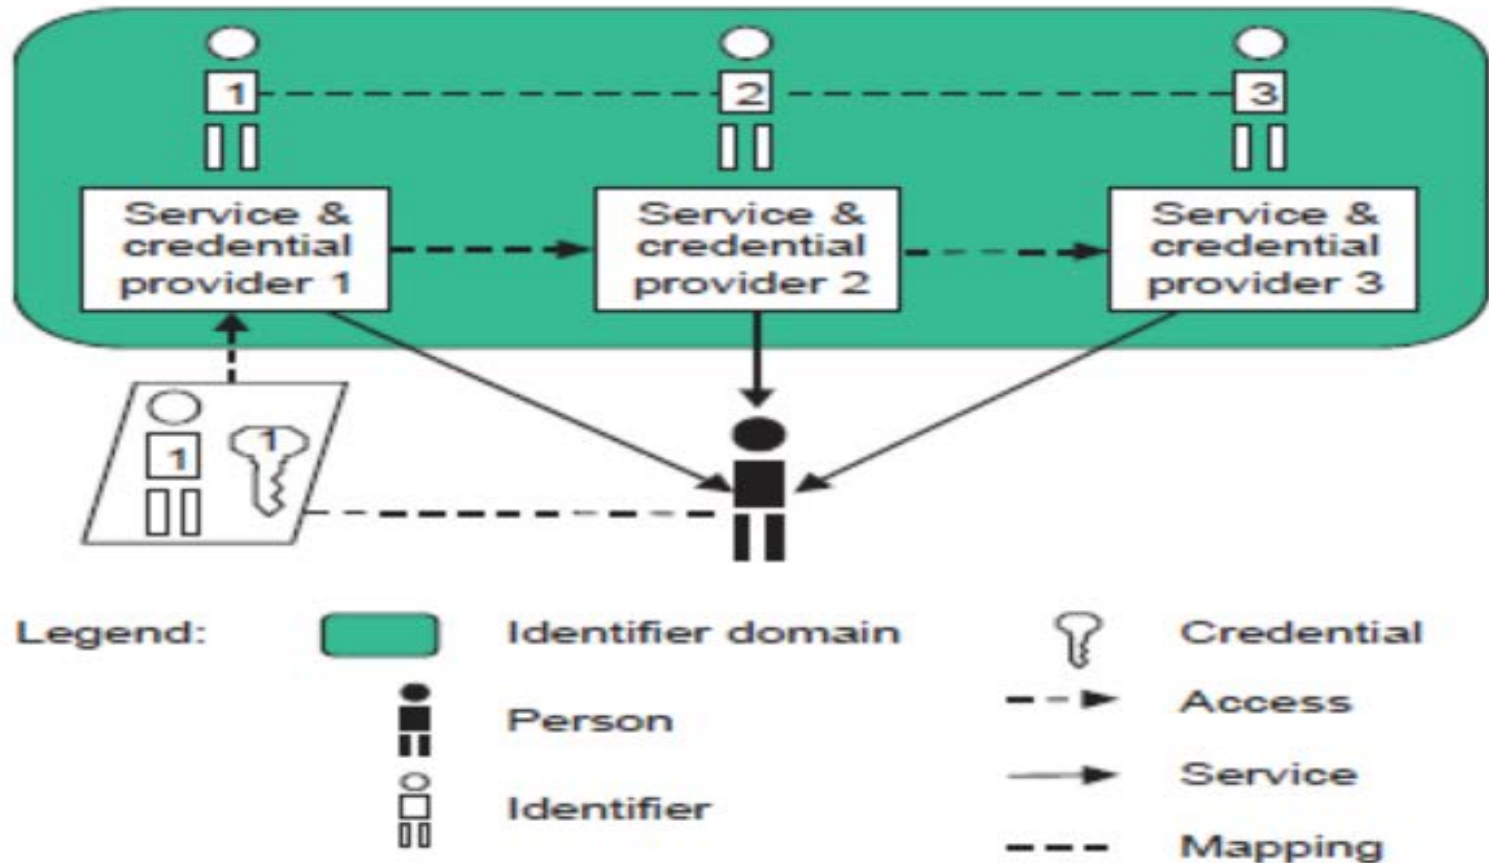 1
2
3
Service &
credential
provider 1
Service &
credential
provider 2
Service &
credential
provider 3
1
1
Legend:
Identifier domain
Person
Identifier
Credential
Access
Service
Mapping